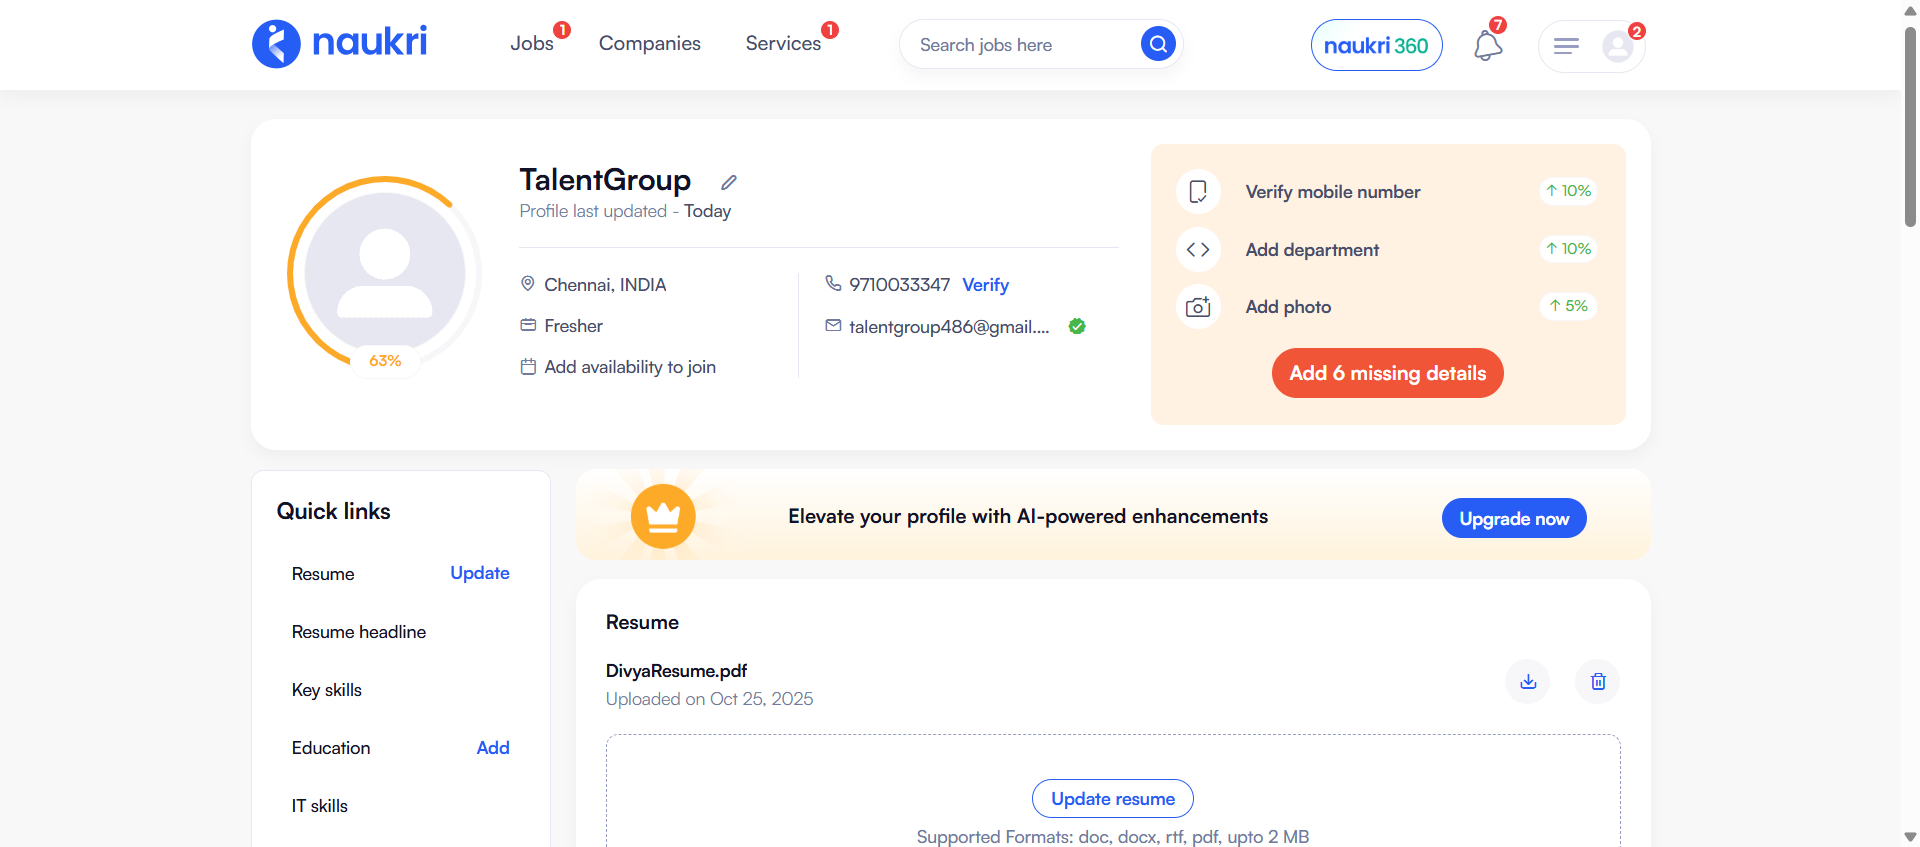 naukri
Jobs 1
Companies
Services 1
Search jobs here
naukri 360
7
2
TalentGroup
Profile last updated - Today
Chennai, INDIA
Fresher
Add availability to join
9710033347 Verify
talentgroup486@gmail....
63%
Verify mobile number ↑ 10%
Add department ↑ 10%
Add photo ↑ 5%
Add 6 missing details
Quick links
Resume Update
Resume headline
Key skills
Education Add
IT skills
Elevate your profile with AI-powered enhancements
Upgrade now
Resume
DivyaResume.pdf
Uploaded on Oct 25, 2025
Update resume
Supported Formats: doc, docx, rtf, pdf, upto 2 MB